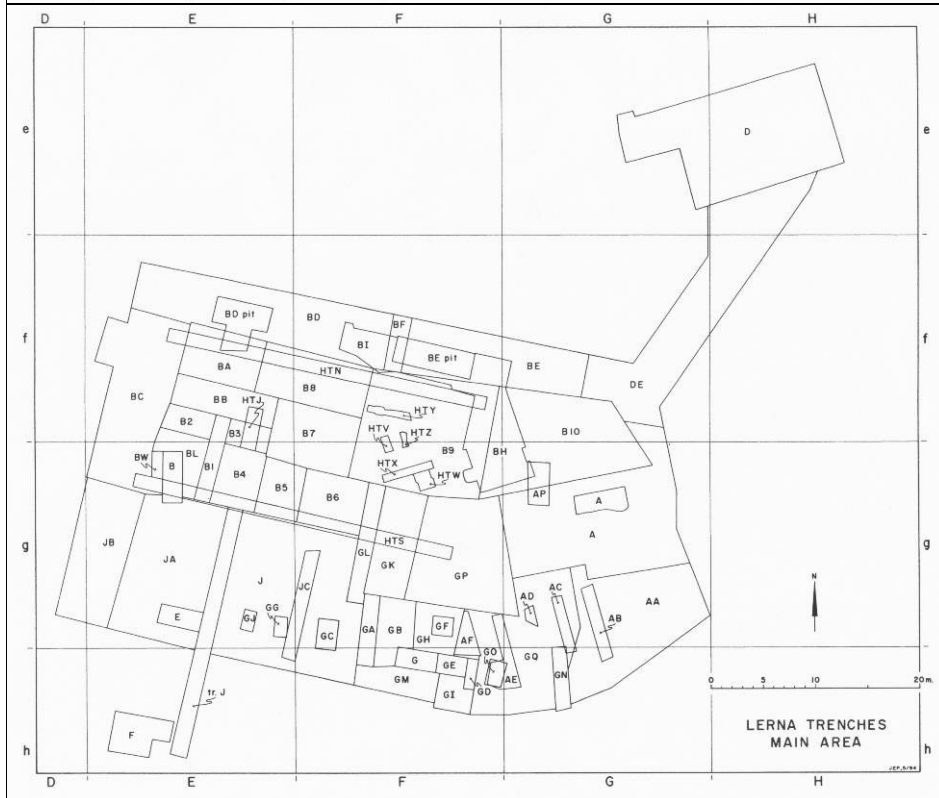 D E F G H
e D e
BD pit BD BF
f BI BE pit BE f
BA HTN
BC BB B8 DE
HTJ HTY
B2 B3 B7 HTV HTZ B10
BW B BL B1 B4 B9 BH
HTX HTW
B5 B6 AP A
HTS A
g JB JA GL GK GP g
J JC AD AC AB AA
E GJ GG GC GA GB GH GF AF
GO GQ
G GE AE GN
GM GI GD
tr. J
F
N
0 10 20 m.
LERNA TRENCHES
MAIN AREA
h h
JEP, 5/94
D E F G H